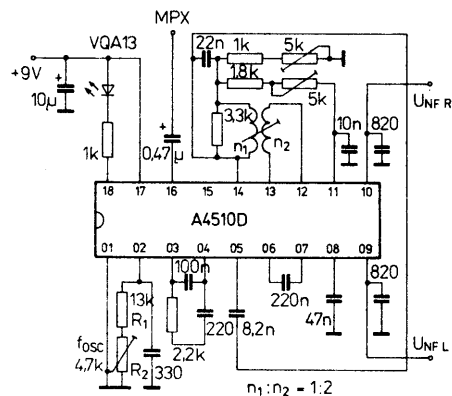 MPX
VQA13
22n
1k
5k
+9V
+
10µ
1,8k
5k
UNF R
3,3k
+
1k
0,47
µ
n1
n2
10n
820
18
17
16
15
14
13
12
11
10
A4510D
01
02
03
04
05
06
07
08
09
100n
820
13k
R1
220
8,2n
220n
47n
fOSC
4,7k
R2
330
2,2k
UNF L
n1:n2 = 1:2